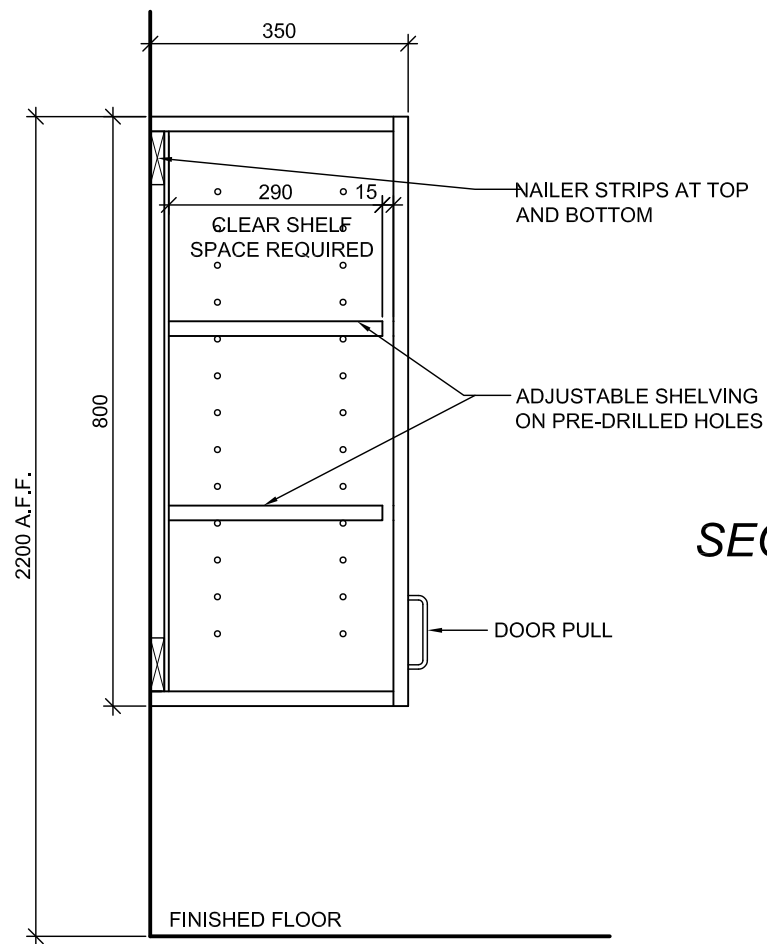 350
NAILER STRIPS AT TOP
AND BOTTOM
290
15
CLEAR SHELF
SPACE REQUIRED
ADJUSTABLE SHELVING
ON PRE-DRILLED HOLES
800
2200 A.F.F.
DOOR PULL
FINISHED FLOOR